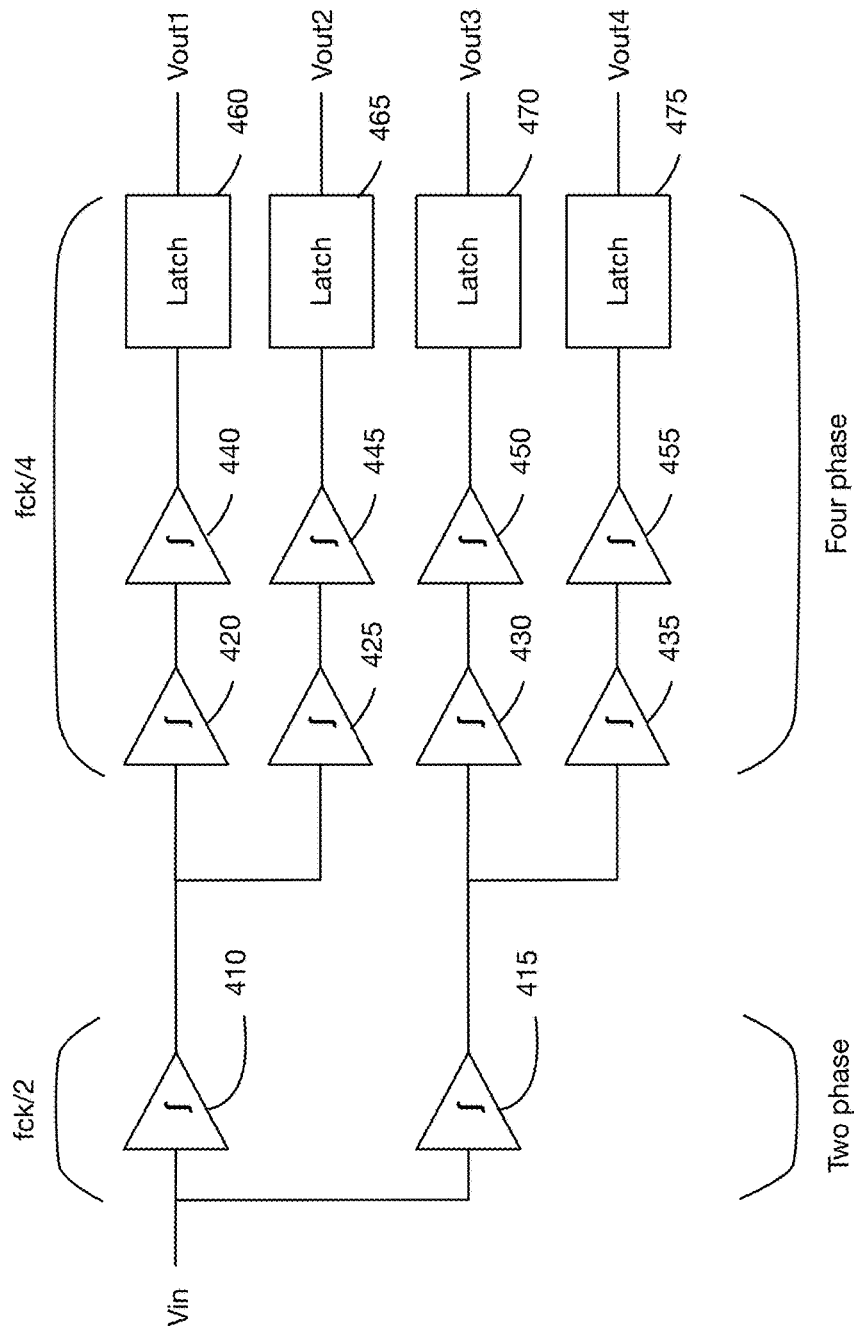 fck/2
fck/4
Vin
∫
410
∫
415
∫
420
∫
440
Latch
460
Vout1
∫
425
∫
445
Latch
465
Vout2
∫
430
∫
450
Latch
470
Vout3
∫
435
∫
455
Latch
475
Vout4
Two phase
Four phase